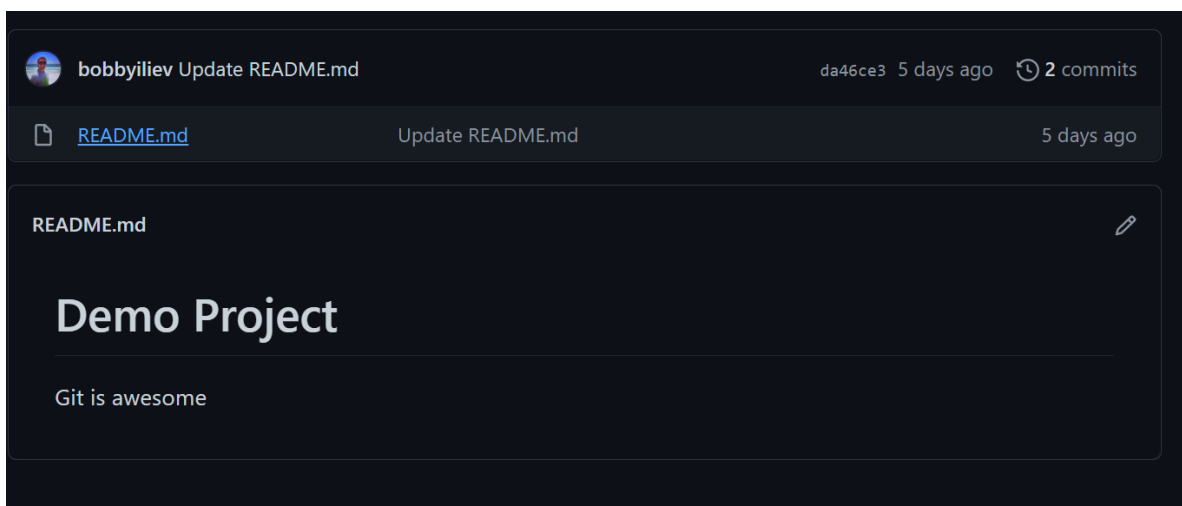 bobbyiliev Update README.md da46ce3 5 days ago 2 commits
README.md Update README.md 5 days ago
README.md
Demo Project
Git is awesome